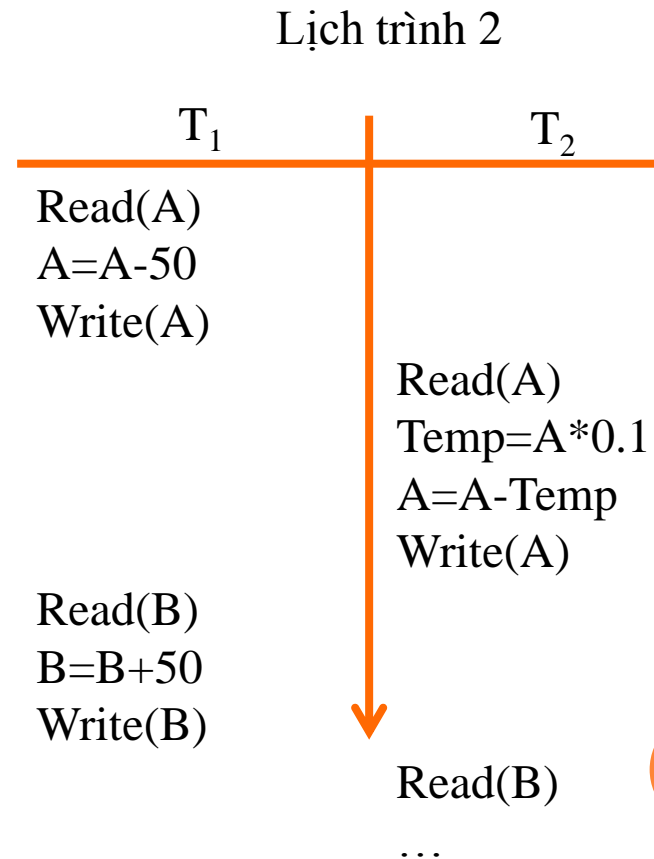 Lịch trình 2
T₁ T₂
Read(A)
A=A-50
Write(A)
Read(A)
Temp=A*0.1
A=A-Temp
Write(A)
Read(B)
B=B+50
Write(B)
Read(B)
…